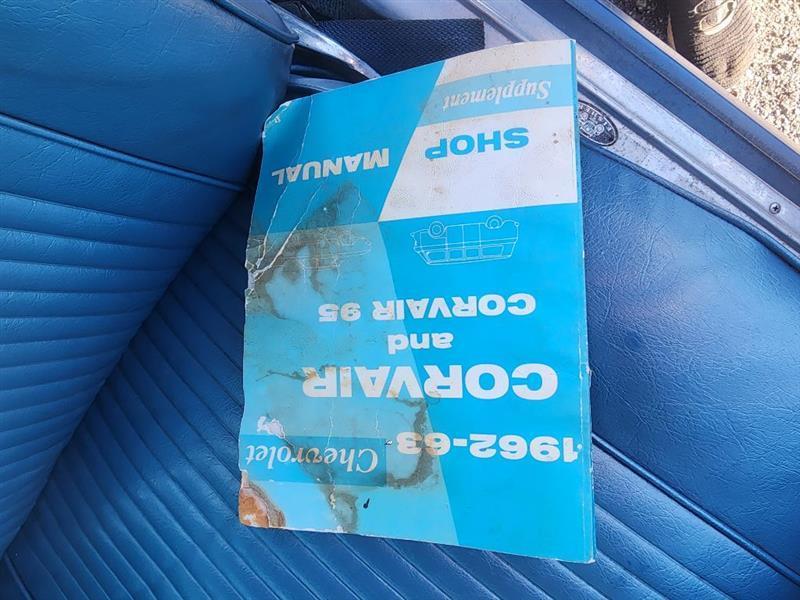 Chevrolet
1962-63
CORVAIR
and
CORVAIR 95
SHOP MANUAL
Supplement